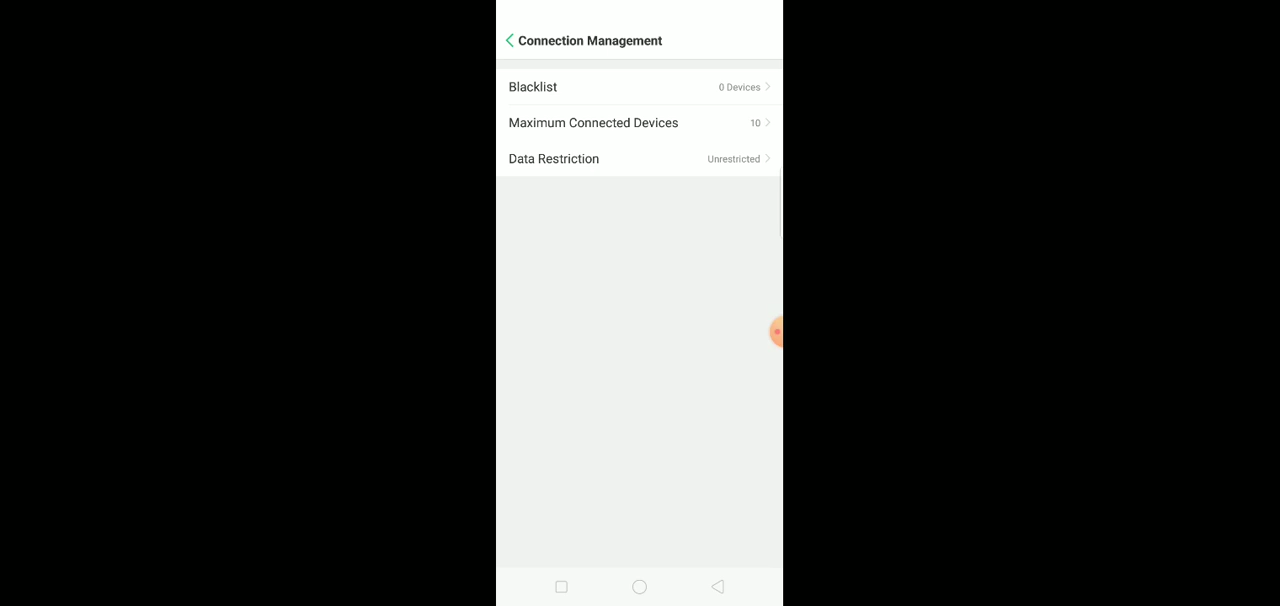 Connection Management
Blacklist 0 Devices
Maximum Connected Devices 10
Data Restriction Unrestricted